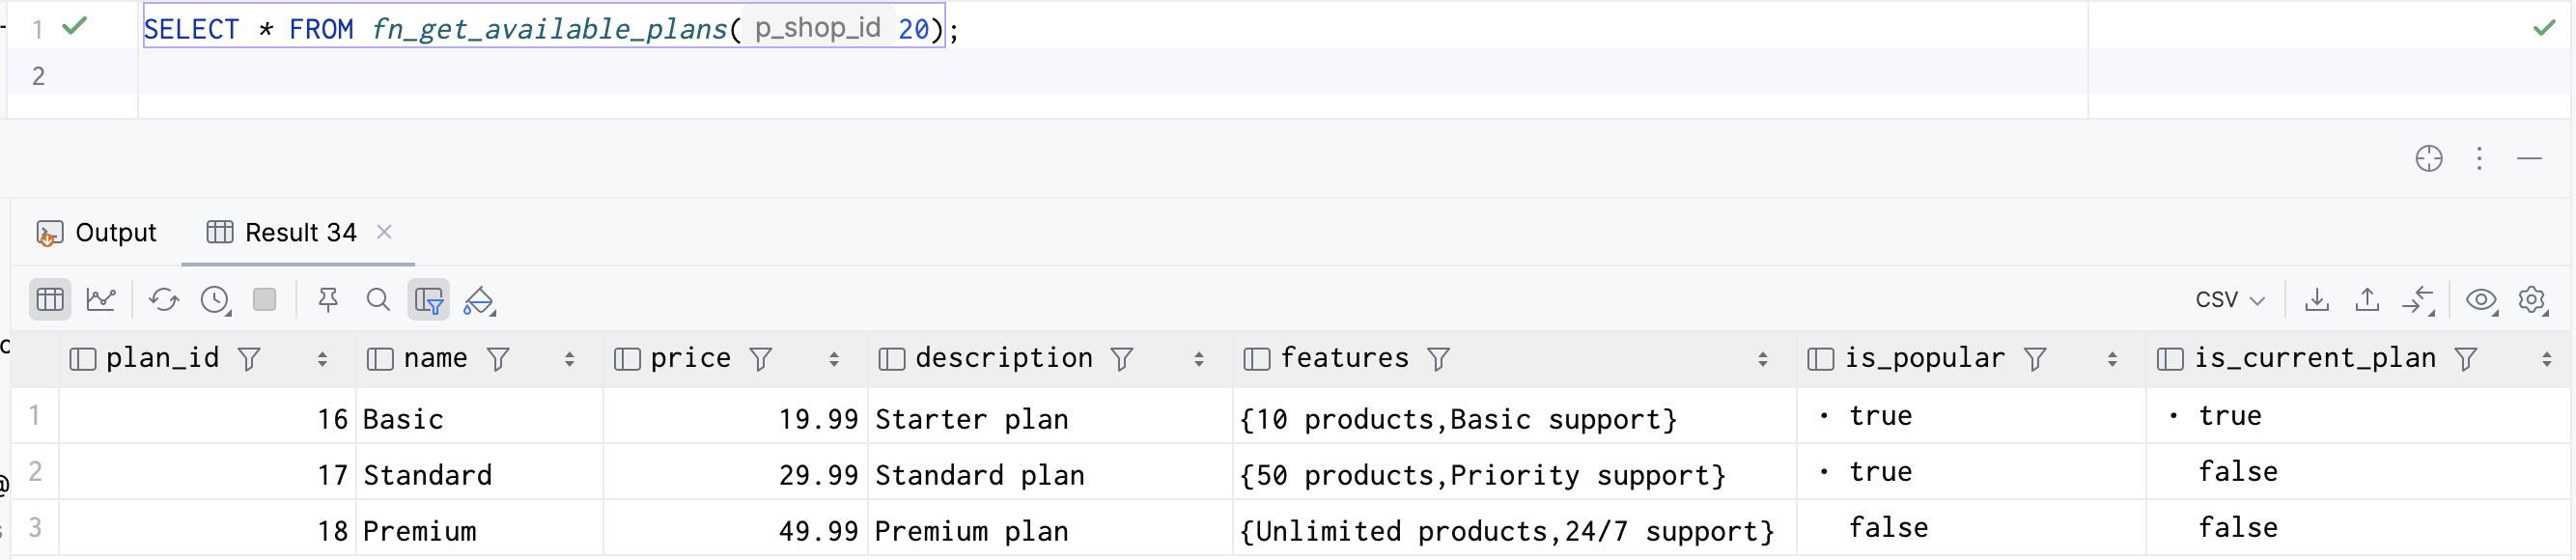 1 SELECT * FROM fn_get_available_plans( p_shop_id 20);
2
Output Result 34
CSV
plan_id name price description features is_popular is_current_plan
1 16 Basic 19.99 Starter plan {10 products,Basic support} · true · true
2 17 Standard 29.99 Standard plan {50 products,Priority support} · true false
3 18 Premium 49.99 Premium plan {Unlimited products,24/7 support} false false